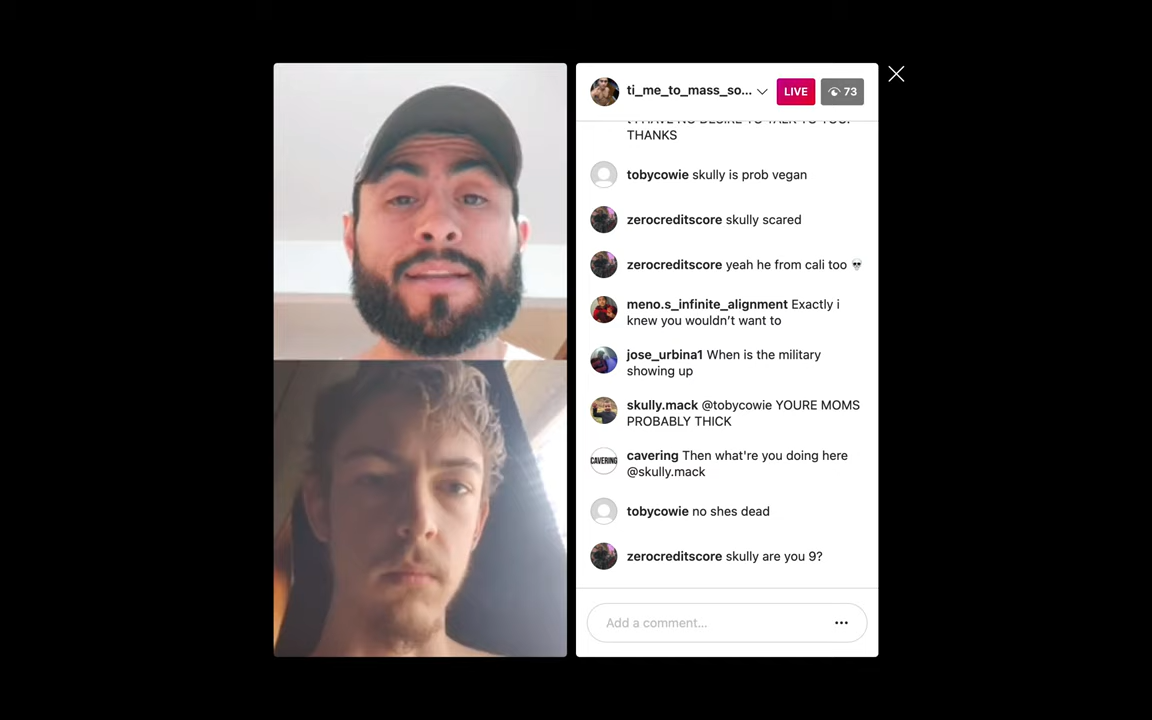 ti_me_to_mass_so...
LIVE
73
THANKS
tobycowie skully is prob vegan
zerocreditscore skully scared
zerocreditscore yeah he from cali too 💀
meno.s_infinite_alignment Exactly i
knew you wouldn't want to
jose_urbina1 When is the military
showing up
skully.mack @tobycowie YOURE MOMS
PROBABLY THICK
CAVERING
cavering Then what're you doing here
@skully.mack
tobycowie no shes dead
zerocreditscore skully are you 9?
Add a comment...